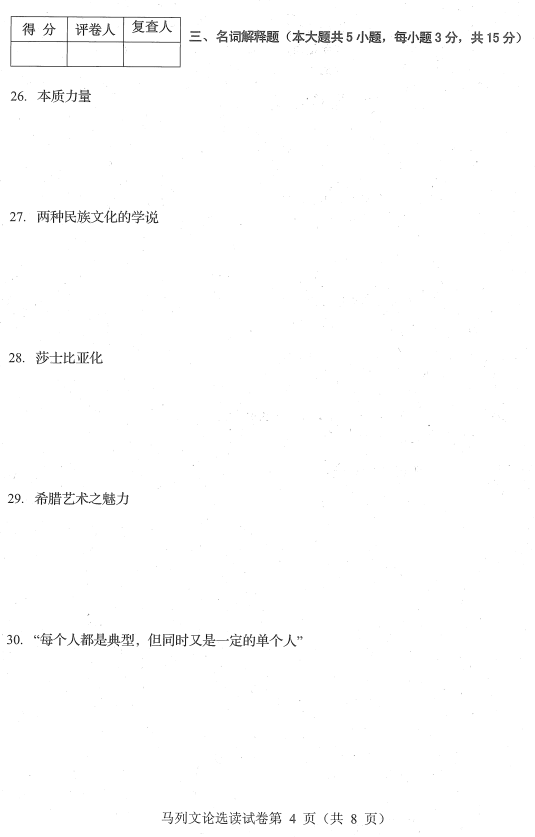 得 分 评卷人 复查人
三、名词解释题（本大题共 5 小题，每小题 3 分，共 15 分）
26. 本质力量
27. 两种民族文化的学说
28. 莎士比亚化
29. 希腊艺术之魅力
30. “每个人都是典型，但同时又是一定的单个人”
马列文论选读试卷第 4 页（共 8 页）